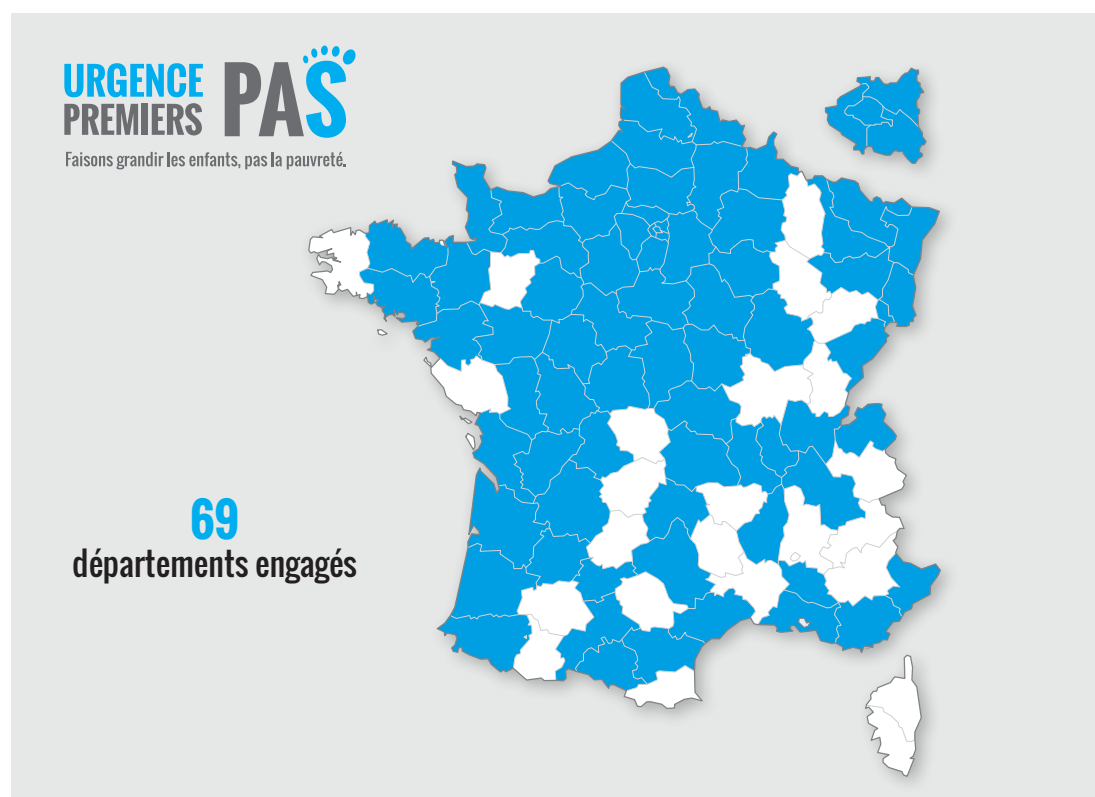 URGENCE
PREMIERS PAS
Faisons grandir les enfants, pas la pauvreté.
69
départements engagés